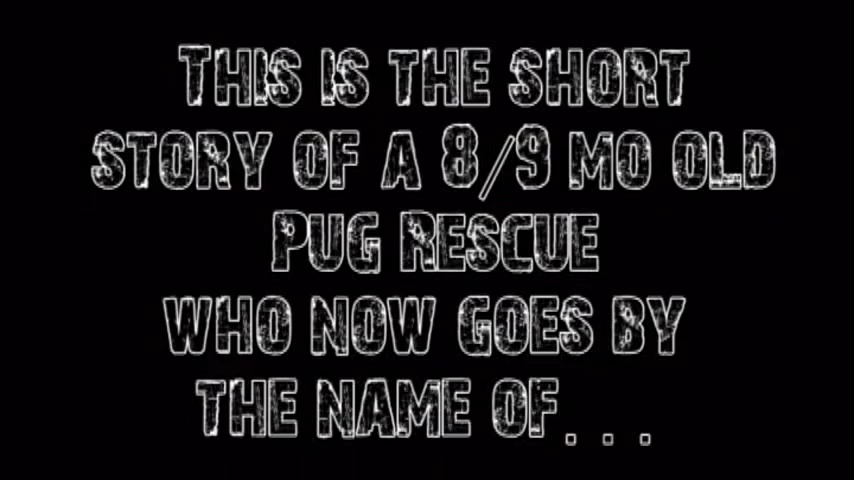 This is the short
story of a 8/9 mo old
Pug Rescue
who now goes by
the name of...